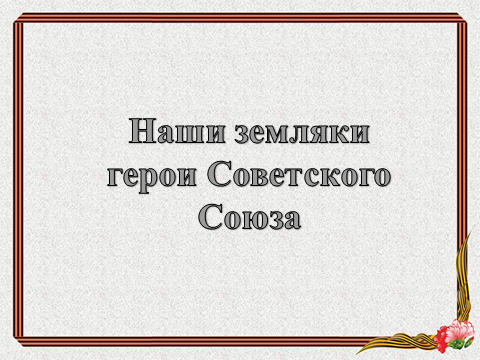 Наши земляки
герои Советского
Союза